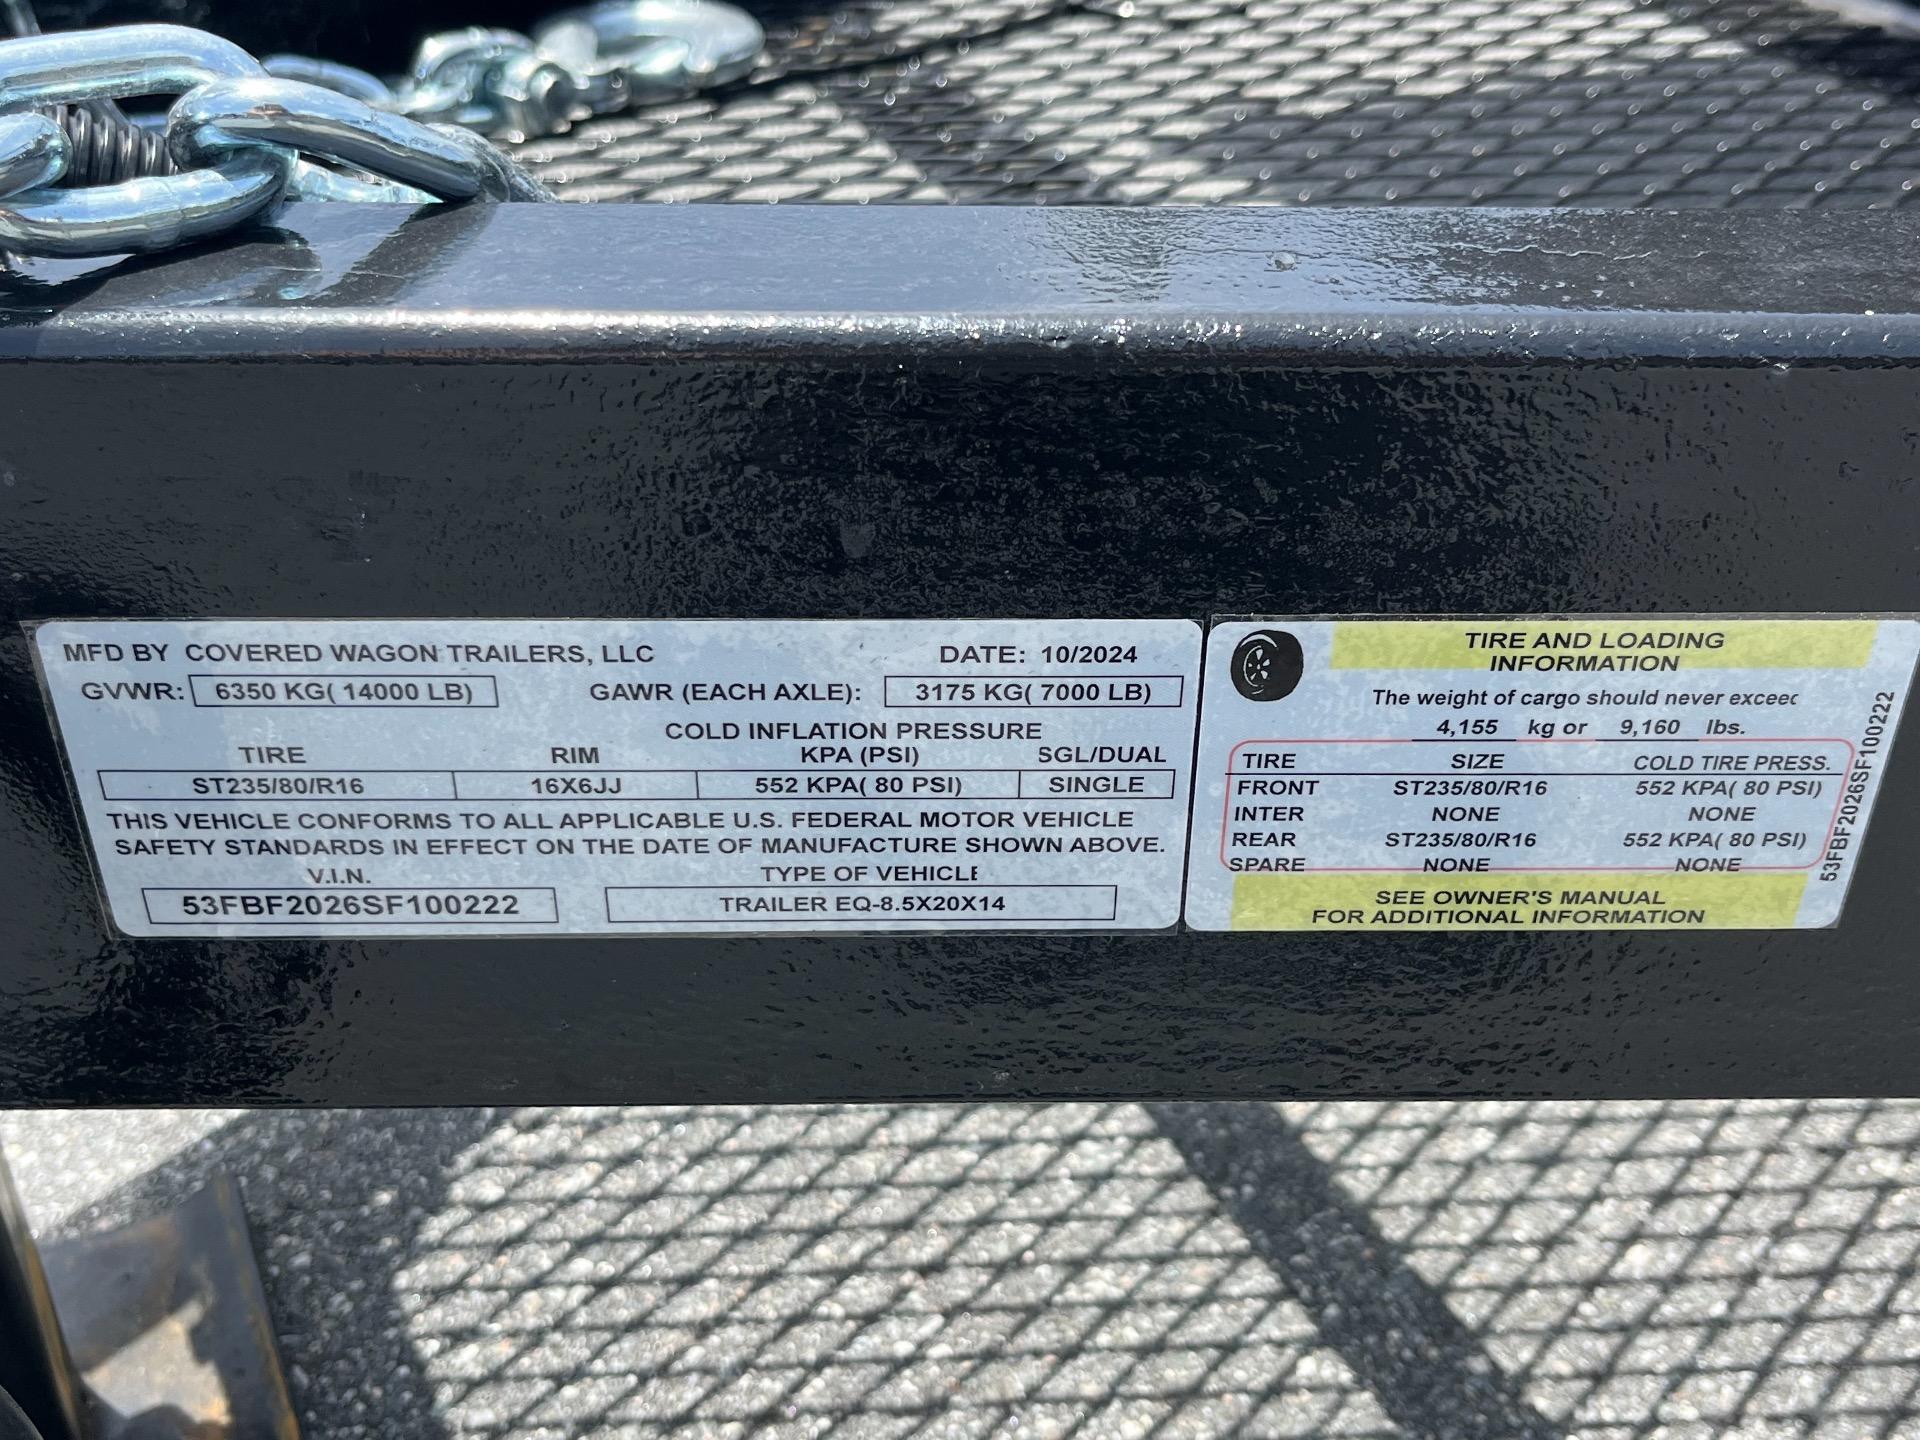 MFD BY COVERED WAGON TRAILERS, LLC DATE: 10/2024
GVWR: 6350 KG( 14000 LB) GAWR (EACH AXLE): 3175 KG( 7000 LB)
COLD INFLATION PRESSURE
TIRE RIM KPA (PSI) SGL/DUAL
ST235/80/R16 16X6JJ 552 KPA( 80 PSI) SINGLE
THIS VEHICLE CONFORMS TO ALL APPLICABLE U.S. FEDERAL MOTOR VEHICLE
SAFETY STANDARDS IN EFFECT ON THE DATE OF MANUFACTURE SHOWN ABOVE.
V.I.N. TYPE OF VEHICLE
53FBF2026SF100222 TRAILER EQ-8.5X20X14
TIRE AND LOADING
INFORMATION
The weight of cargo should never exceed
4,155 kg or 9,160 lbs.
TIRE SIZE COLD TIRE PRESS.
FRONT ST235/80/R16 552 KPA( 80 PSI)
INTER NONE NONE
REAR ST235/80/R16 552 KPA( 80 PSI)
SPARE NONE NONE
SEE OWNER'S MANUAL
FOR ADDITIONAL INFORMATION
53FBF2026SF100222